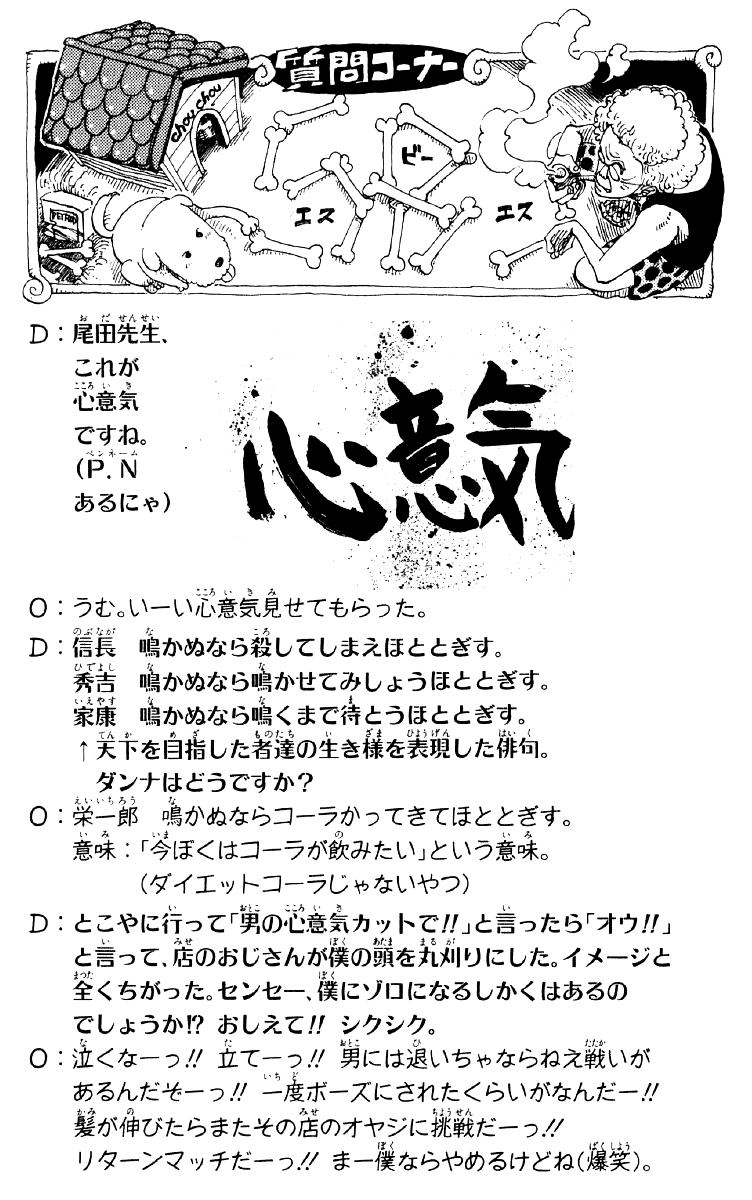 質問コーナー
chou chou
ビー
エス
エス
D：尾田先生、
これが
心意気
ですね。
（P.N
あるにゃ）
心意気
O：うむ。いーい心意気見せてもらった。
D：信長　鳴かぬなら殺してしまえほととぎす。
秀吉　鳴かぬなら鳴かせてみしょうほととぎす。
家康　鳴かぬなら鳴くまで待とうほととぎす。
↑天下を目指した者達の生き様を表現した俳句。
ダンナはどうですか？
O：栄一郎　鳴かぬならコーラかってきてほととぎす。
意味：「今ぼくはコーラが飲みたい」という意味。
（ダイエットコーラじゃないやつ）
D：とこやに行って「男の心意気カットで!!」と言ったら「オウ!!」
と言って、店のおじさんが僕の頭を丸刈りにした。イメージと
全くちがった。センセー、僕にゾロになるしかくはあるの
でしょうか!? おしえて!! シクシク。
O：泣くなーっ!! 立てーっ!! 男には退いちゃならねえ戦いが
あるんだぞーっ!! 一度ボーズにされたくらいがなんだー!!
髪が伸びたらまたその店のオヤジに挑戦だーっ!!
リターンマッチだーっ!! まー僕ならやめるけどね（爆笑）。